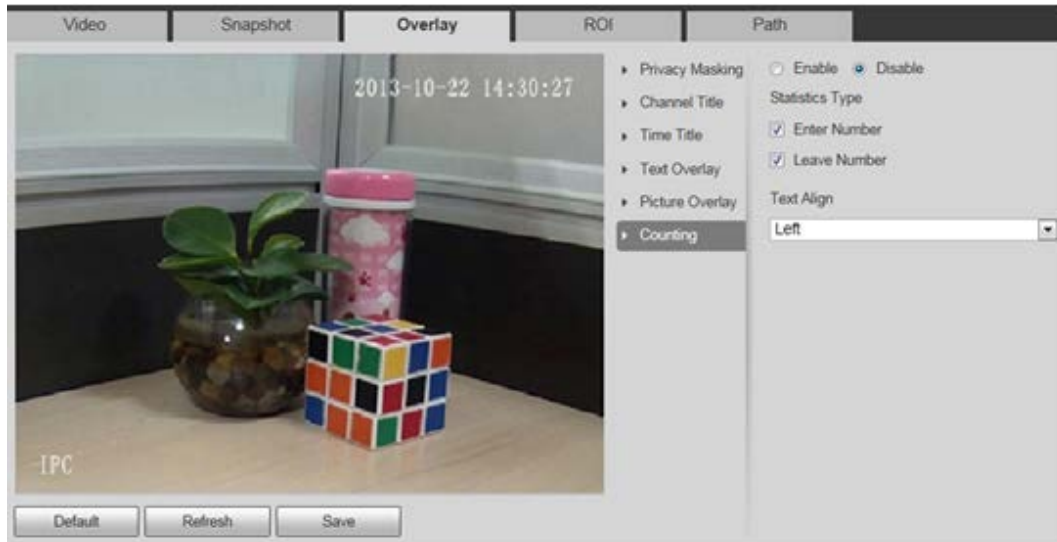 Video Snapshot Overlay ROI Path
2013-10-22 14:30:27
IPC
Privacy Masking
Channel Title
Time Title
Text Overlay
Picture Overlay
Counting
Enable Disable
Statistics Type
Enter Number
Leave Number
Text Align
Left
Default Refresh Save